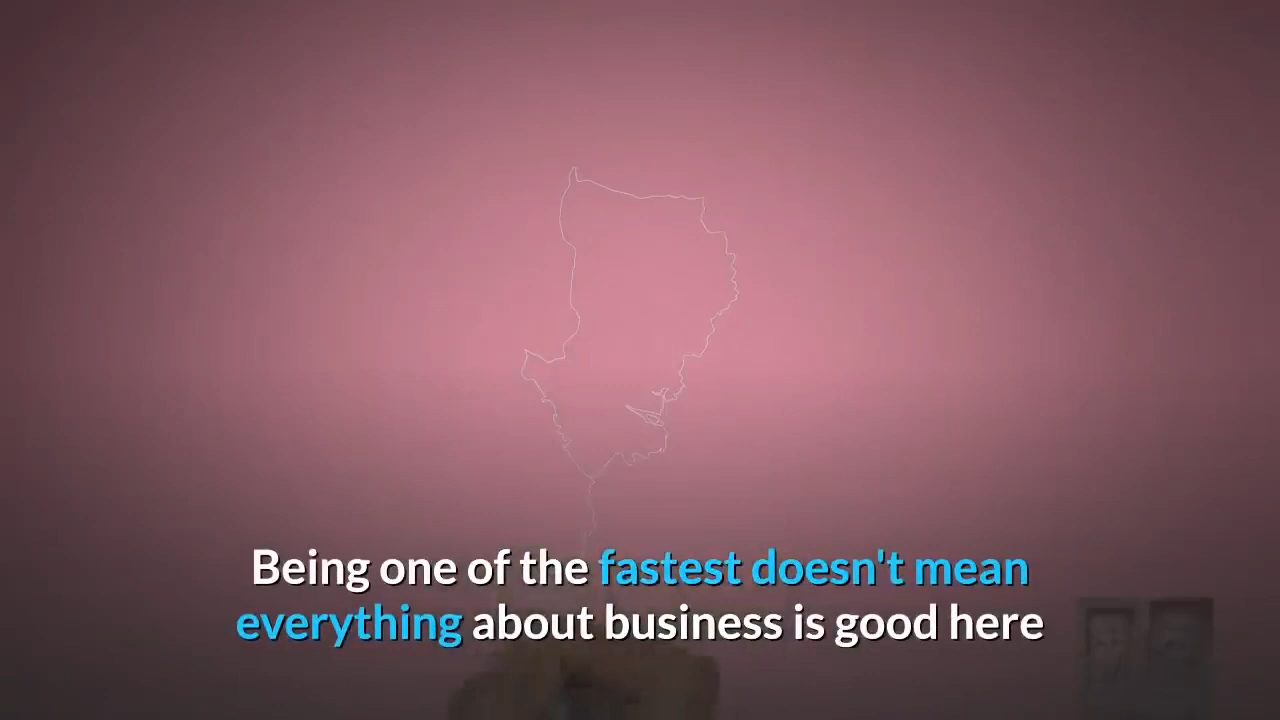 Being one of the fastest doesn't mean
everything about business is good here